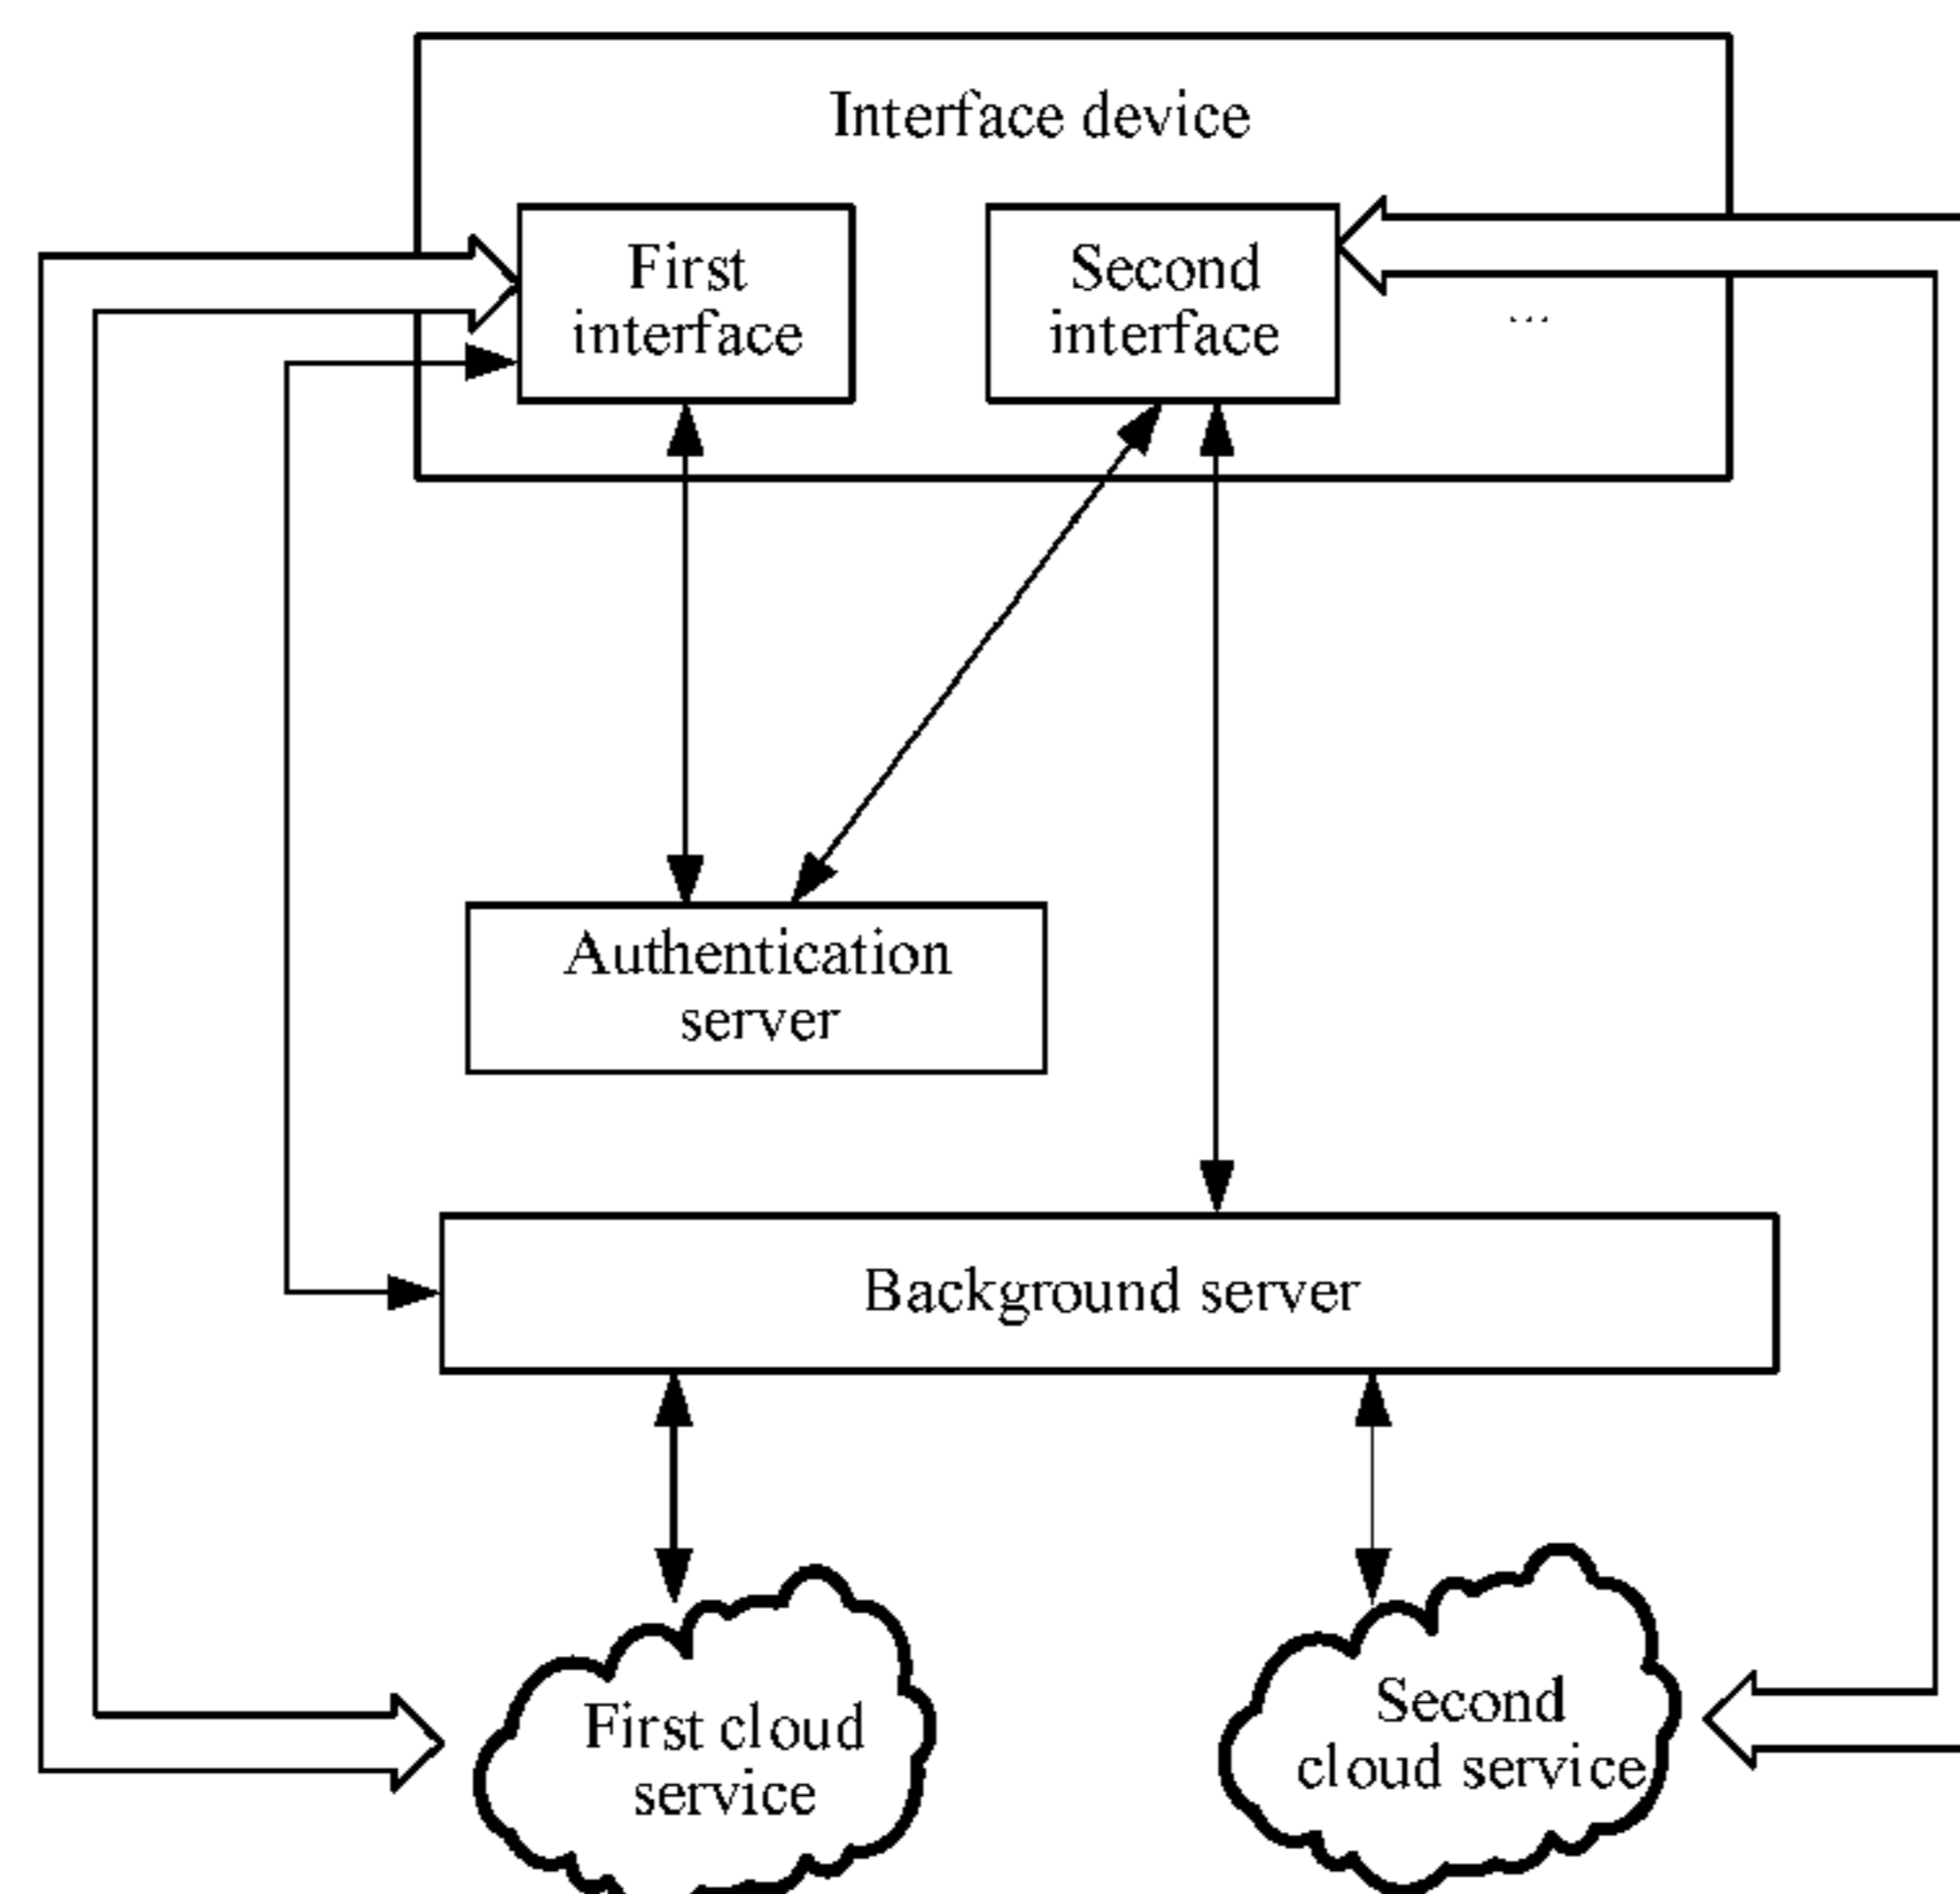 Interface device
First
interface
Second
interface
...
Authentication
server
Background server
First cloud
service
Second
cloud service